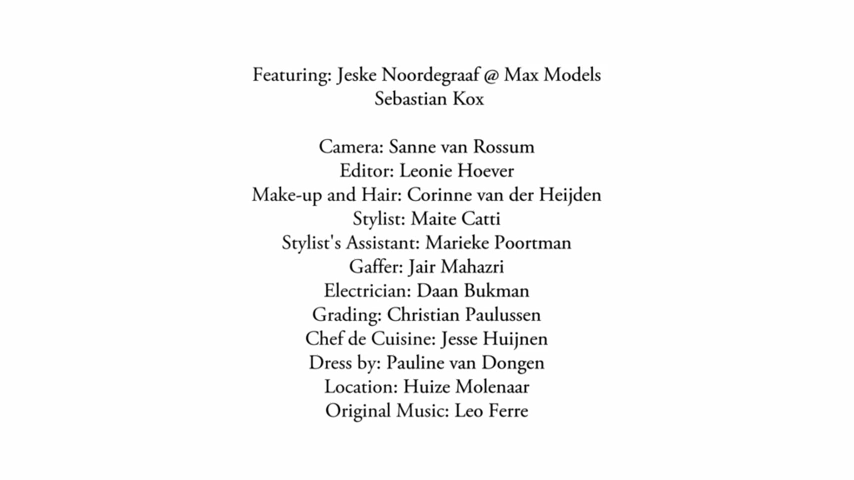 Featuring: Jeske Noordegraaf @ Max Models
Sebastian Kox
Camera: Sanne van Rossum
Editor: Leonie Hoever
Make-up and Hair: Corinne van der Heijden
Stylist: Maite Catti
Stylist's Assistant: Marieke Poortman
Gaffer: Jair Mahazri
Electrician: Daan Bukman
Grading: Christian Paulussen
Chef de Cuisine: Jesse Huijnen
Dress by: Pauline van Dongen
Location: Huize Molenaar
Original Music: Leo Ferre